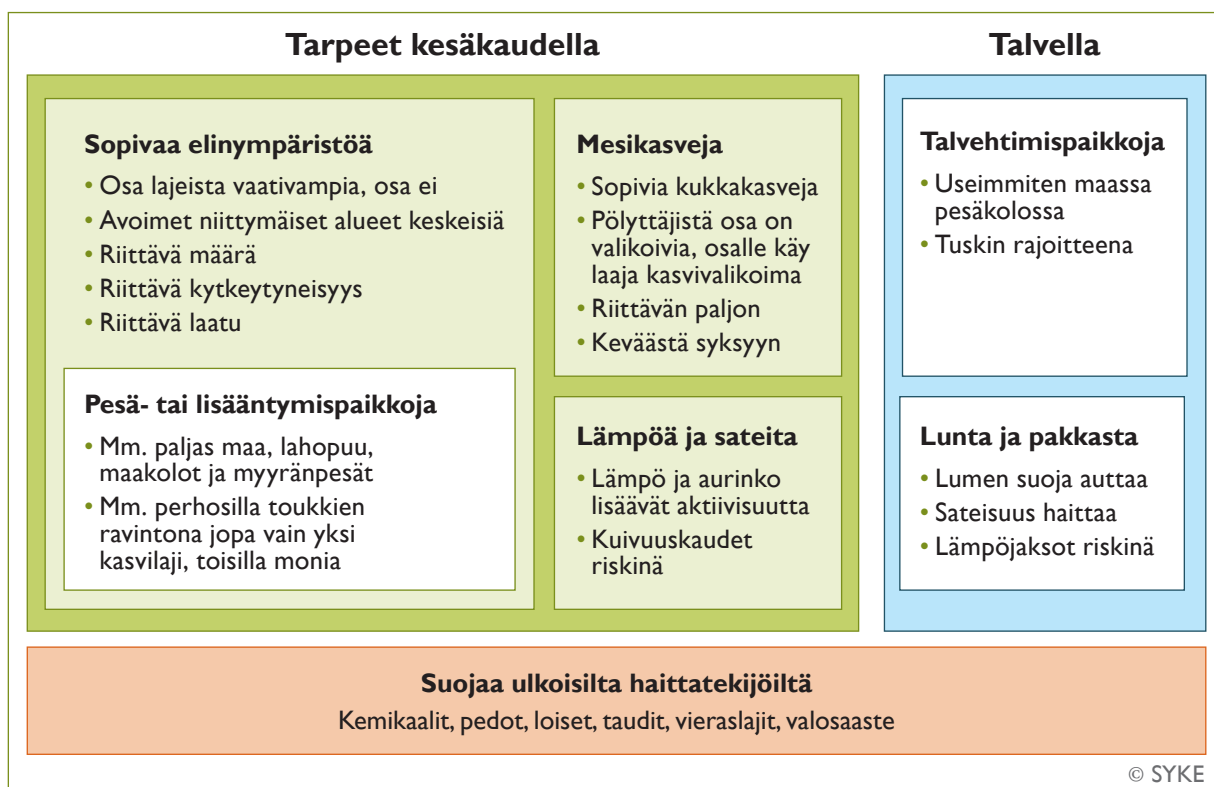 Tarpeet kesäkaudella
Sopivaa elinympäristöä
• Osa lajeista vaativampia, osa ei
• Avoimet niittymäiset alueet keskeisiä
• Riittävä määrä
• Riittävä kytkeytyneisyys
• Riittävä laatu
Pesä- tai lisääntymispaikkoja
• Mm. paljas maa, lahopuu,
maakolot ja myyränpesät
• Mm. perhosilla toukkien
ravintona jopa vain yksi
kasvilaji, toisilla monia
Mesikasveja
• Sopivia kukkakasveja
• Pölyttäjistä osa on
valikoivia, osalle käy
laaja kasvivalikoima
• Riittävän paljon
• Keväästä syksyyn
Lämpöä ja sateita
• Lämpö ja aurinko
lisäävät aktiivisuutta
• Kuivuuskaudet
riskinä
Talvella
Talvehtimispaikkoja
• Useimmiten maassa
pesäkolossa
• Tuskin rajoitteena
Lunta ja pakkasta
• Lumen suoja auttaa
• Sateisuus haittaa
• Lämpöjaksot riskinä
Suojaa ulkoisilta haittatekijöiltä
Kemikaalit, pedot, loiset, taudit, vieraslajit, valosaaste
© SYKE